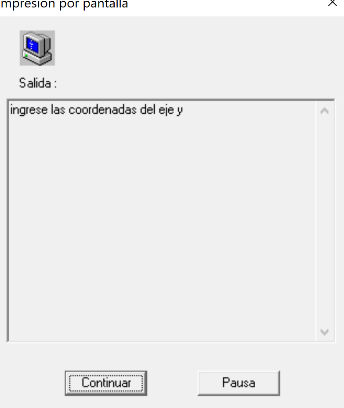 mpresion por pantalla
Salida :
ingrese las coordenadas del eje y
Continuar
Pausa